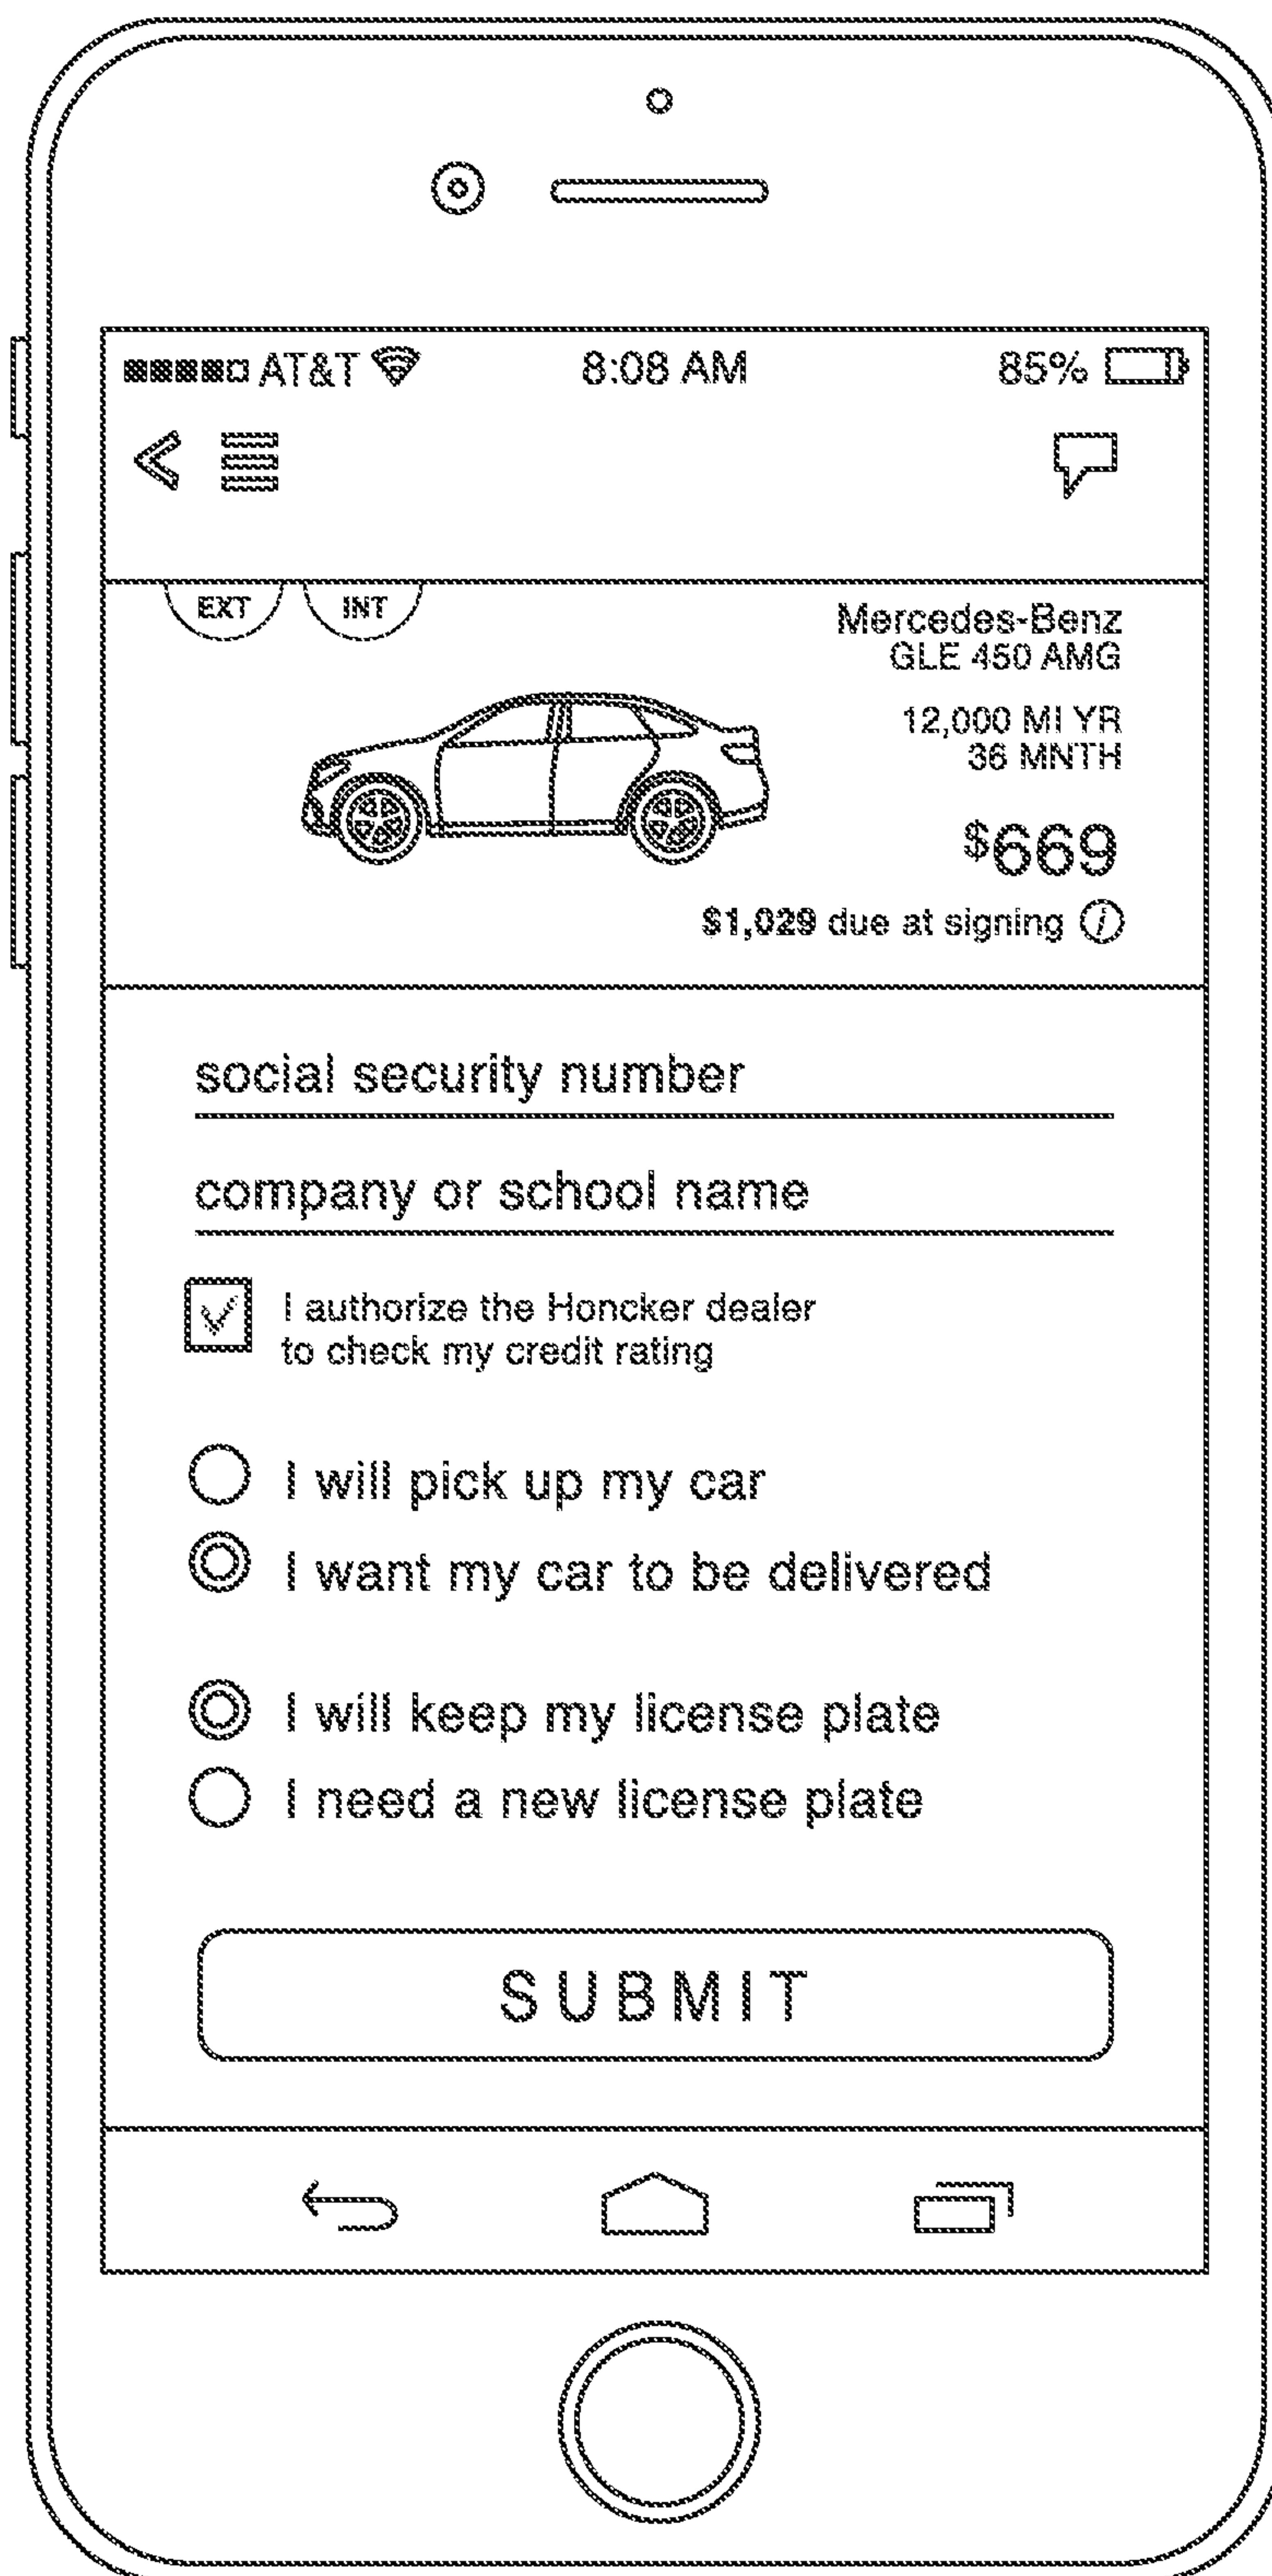 AT&T 8:08 AM 85%
EXT INT
Mercedes-Benz
GLE 450 AMG
12,000 MI YR
36 MNTH
$669
$1,029 due at signing i
social security number
company or school name
I authorize the Honcker dealer
to check my credit rating
I will pick up my car
I want my car to be delivered
I will keep my license plate
I need a new license plate
SUBMIT